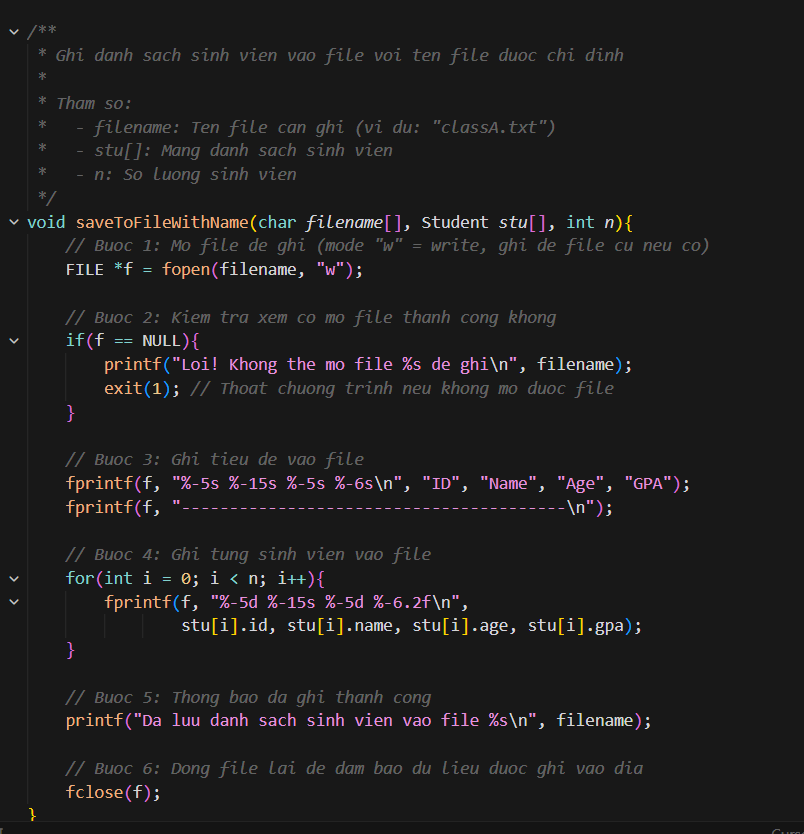 /**
 * Ghi danh sach sinh vien vao file voi ten file duoc chi dinh
 *
 * Tham so:
 *   - filename: Ten file can ghi (vi du: "classA.txt")
 *   - stu[]: Mang danh sach sinh vien
 *   - n: So luong sinh vien
 */
void saveToFileWithName(char filename[], Student stu[], int n){
    // Buoc 1: Mo file de ghi (mode "w" = write, ghi de file cu neu co)
    FILE *f = fopen(filename, "w");

    // Buoc 2: Kiem tra xem co mo file thanh cong khong
    if(f == NULL){
        printf("Loi! Khong the mo file %s de ghi\n", filename);
        exit(1); // Thoat chuong trinh neu khong mo duoc file
    }

    // Buoc 3: Ghi tieu de vao file
    fprintf(f, "%-5s %-15s %-5s %-6s\n", "ID", "Name", "Age", "GPA");
    fprintf(f, "----------------------------------------\n");

    // Buoc 4: Ghi tung sinh vien vao file
    for(int i = 0; i < n; i++){
        fprintf(f, "%-5d %-15s %-5d %-6.2f\n",
                stu[i].id, stu[i].name, stu[i].age, stu[i].gpa);
    }

    // Buoc 5: Thong bao da ghi thanh cong
    printf("Da luu danh sach sinh vien vao file %s\n", filename);

    // Buoc 6: Dong file lai de dam bao du lieu duoc ghi vao dia
    fclose(f);
}